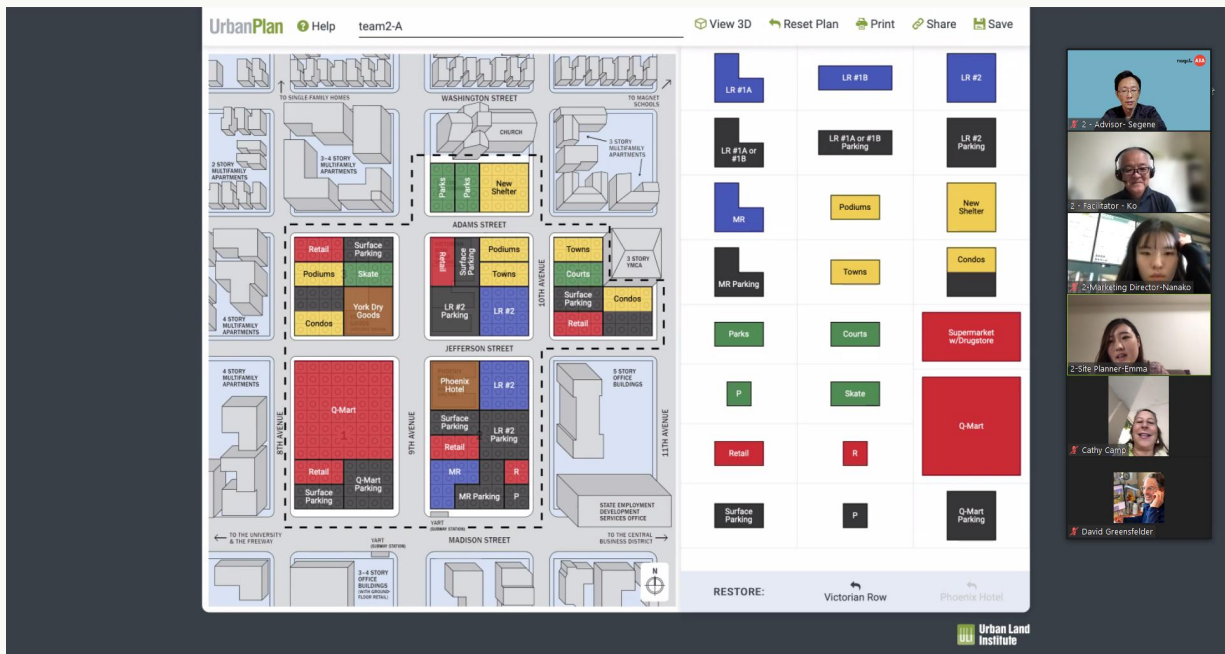 UrbanPlan
Help
team2-A
View 3D
Reset Plan
Print
Share
Save
TO SINGLE-FAMILY HOMES
WASHINGTON STREET
TO MAGNET
SCHOOLS
CHURCH
2 STORY
MULTIFAMILY
APARTMENTS
3-4 STORY
MULTIFAMILY
APARTMENTS
3 STORY
MULTIFAMILY
APARTMENTS
Parks
Parks
New
Shelter
ADAMS STREET
Retail
Surface
Parking
Podiums
Skate
York Dry
Goods
Condos
Retail
Surface
Parking
Podiums
Towns
LR #2
Parking
LR #2
10TH AVENUE
Towns
Courts
3 STORY
YMCA
Surface
Parking
Condos
Retail
4 STORY
MULTIFAMILY
APARTMENTS
JEFFERSON STREET
4 STORY
MULTIFAMILY
APARTMENTS
8TH AVENUE
Q-Mart
1
Retail
Surface
Parking
Q-Mart
Parking
9TH AVENUE
Phoenix
Hotel
LR #2
Surface
Parking
Retail
LR #2
Parking
MR
R
MR Parking
P
5 STORY
OFFICE
BUILDINGS
11TH AVENUE
STATE EMPLOYMENT
DEVELOPMENT
SERVICES OFFICE
YART
(SUBWAY STATION)
TO THE UNIVERSITY
& THE FREEWAY
YART
(SUBWAY STATION)
MADISON STREET
TO THE CENTRAL
BUSINESS DISTRICT
3-4 STORY
OFFICE
BUILDINGS
(WITH GROUND-
FLOOR RETAIL)
N
LR #1A
LR #1B
LR #2
LR #1A or
#1B
LR #1A or #1B
Parking
LR #2
Parking
MR
Podiums
New
Shelter
MR Parking
Towns
Condos
Parks
Courts
Supermarket
w/Drugstore
P
Skate
Q-Mart
Retail
R
Surface
Parking
P
Q-Mart
Parking
RESTORE:
Victorian Row
Phoenix Hotel
ULI
Urban Land
Institute
2 - Advisor- Segene
2 - Facilitator - Ko
2-Marketing Director-Nanako
2-Site Planner-Emma
Cathy Camp
David Greensfelder